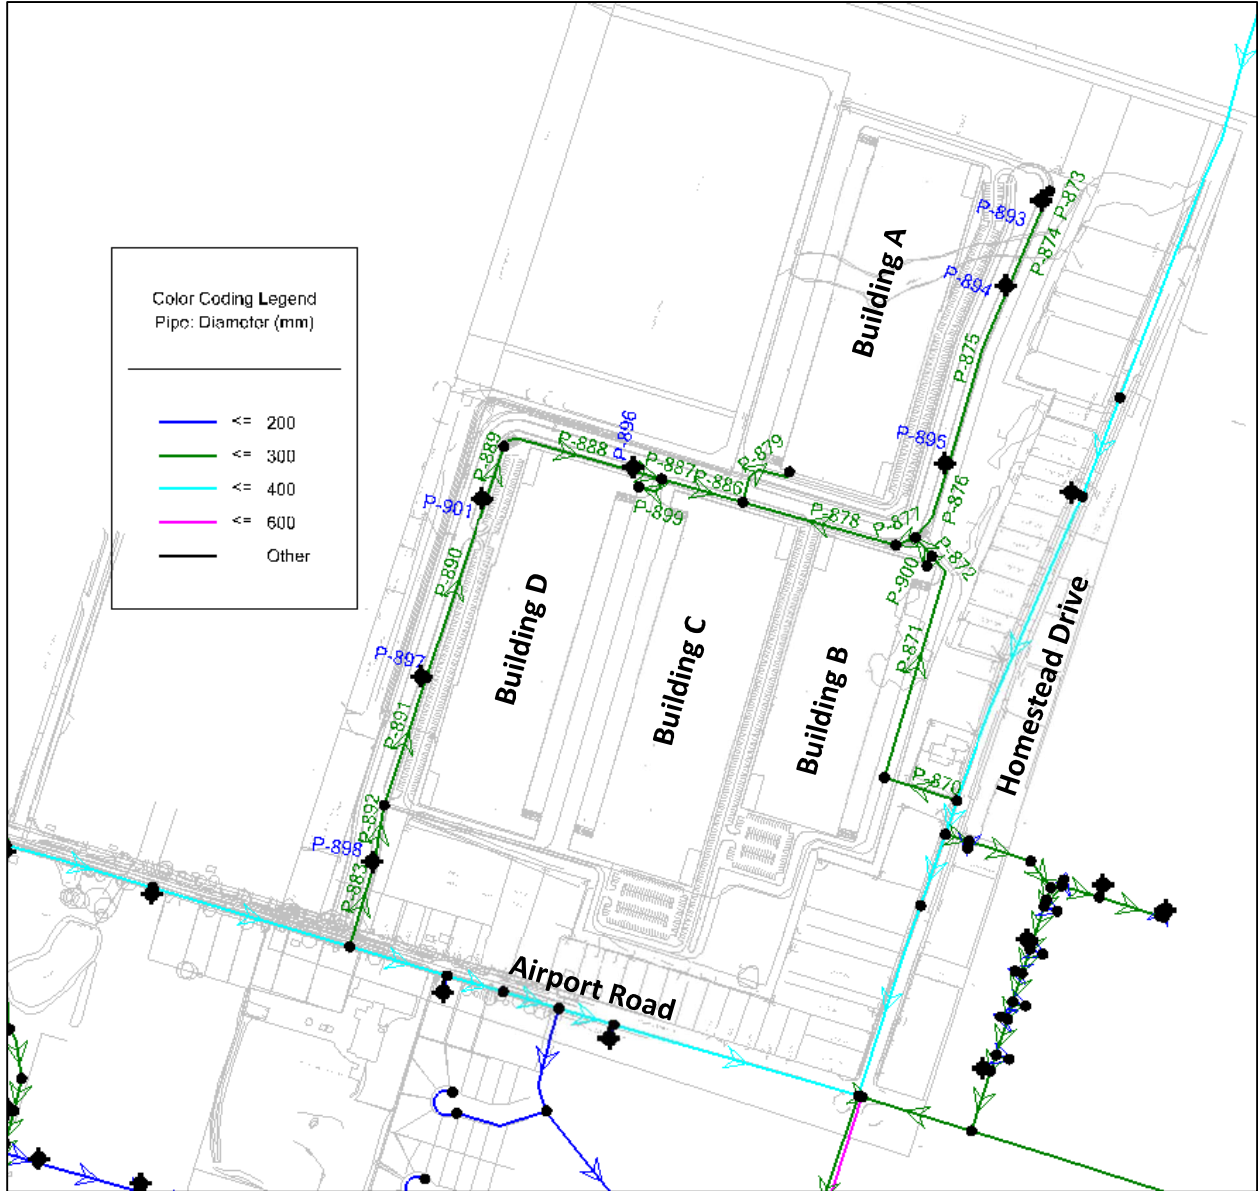 P-873
P-893
P-874
Building A
P-894
Color Coding Legend
Pipe: Diameter (mm)
P-875
<= 200
<= 300
<= 400
<= 600
Other
P-896
P-895
P-889
P-888
P-887
P-879
P-886
P-876
P-901
P-899
P-878
P-877
P-872
P-900
P-890
Building D
Building C
Building B
P-871
Homestead Drive
P-897
P-891
P-870
P-892
P-898
P-883
Airport Road